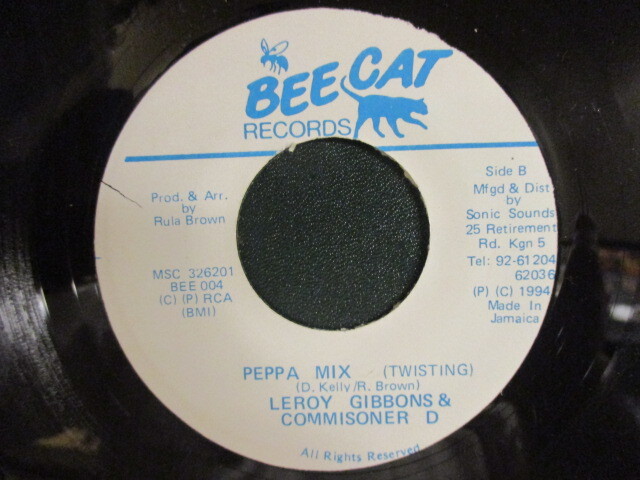 BEE CAT
RECORDS
Prod. & Arr.
by
Rula Brown
MSC 326201
BEE 004
(C) (P) RCA
(BMI)
Side B
Mfgd & Dist
by
Sonic Sounds
25 Retirement
Rd. Kgn 5
Tel: 92-61204
62036
(P) (C) 1994
Made In
Jamaica
PEPPA MIX (TWISTING)
(D. Kelly/R. Brown)
LEROY GIBBONS &
COMMISONER D
All Rights Reserved